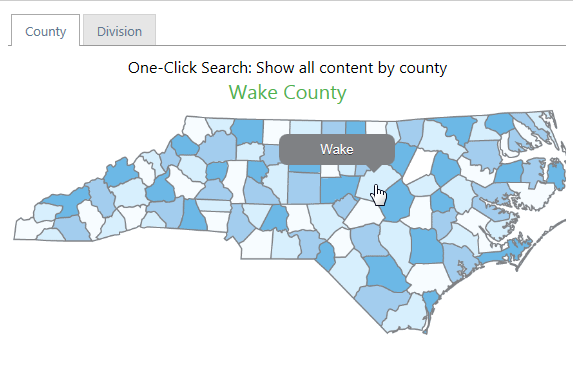 County Division
One-Click Search: Show all content by county
Wake County
Wake